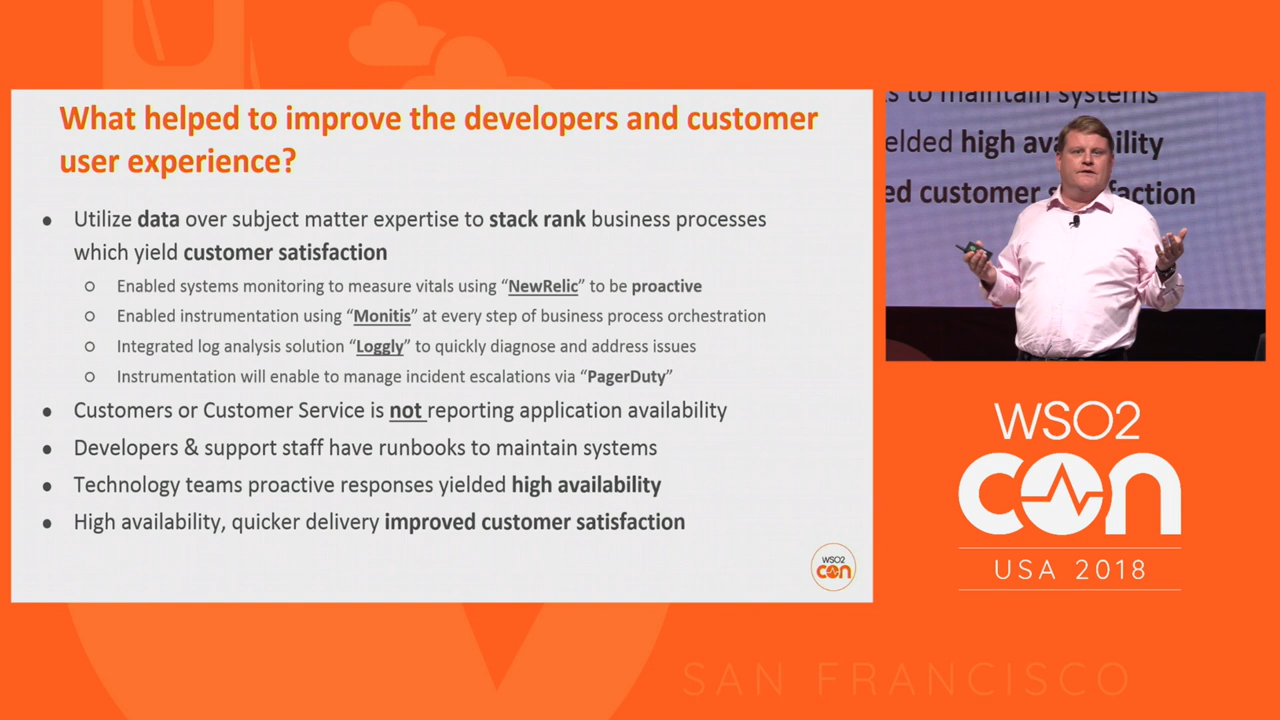 What helped to improve the developers and customer
user experience?
● Utilize data over subject matter expertise to stack rank business processes
which yield customer satisfaction
○ Enabled systems monitoring to measure vitals using “NewRelic” to be proactive
○ Enabled instrumentation using “Monitis” at every step of business process orchestration
○ Integrated log analysis solution “Loggly” to quickly diagnose and address issues
○ Instrumentation will enable to manage incident escalations via “PagerDuty”
● Customers or Customer Service is not reporting application availability
● Developers & support staff have runbooks to maintain systems
● Technology teams proactive responses yielded high availability
● High availability, quicker delivery improved customer satisfaction
WSO2
CON
to maintain systems
high
customer
WSO2
CON
USA 2018
SAN FRANCISCO